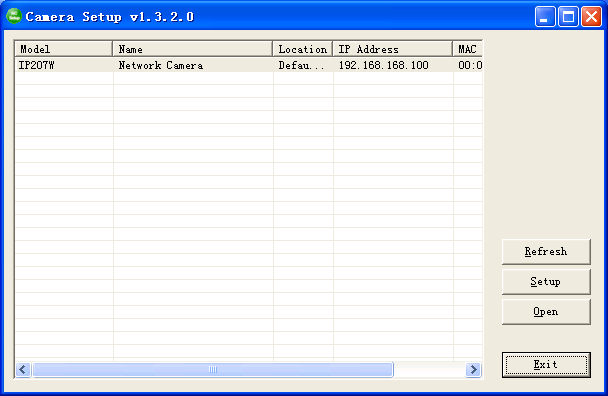 Camera Setup v1.3.2.0
Model Name Location IP Address MAC
IP207W Network Camera Defau... 192.168.168.100 00:0
Refresh
Setup
Open
Exit